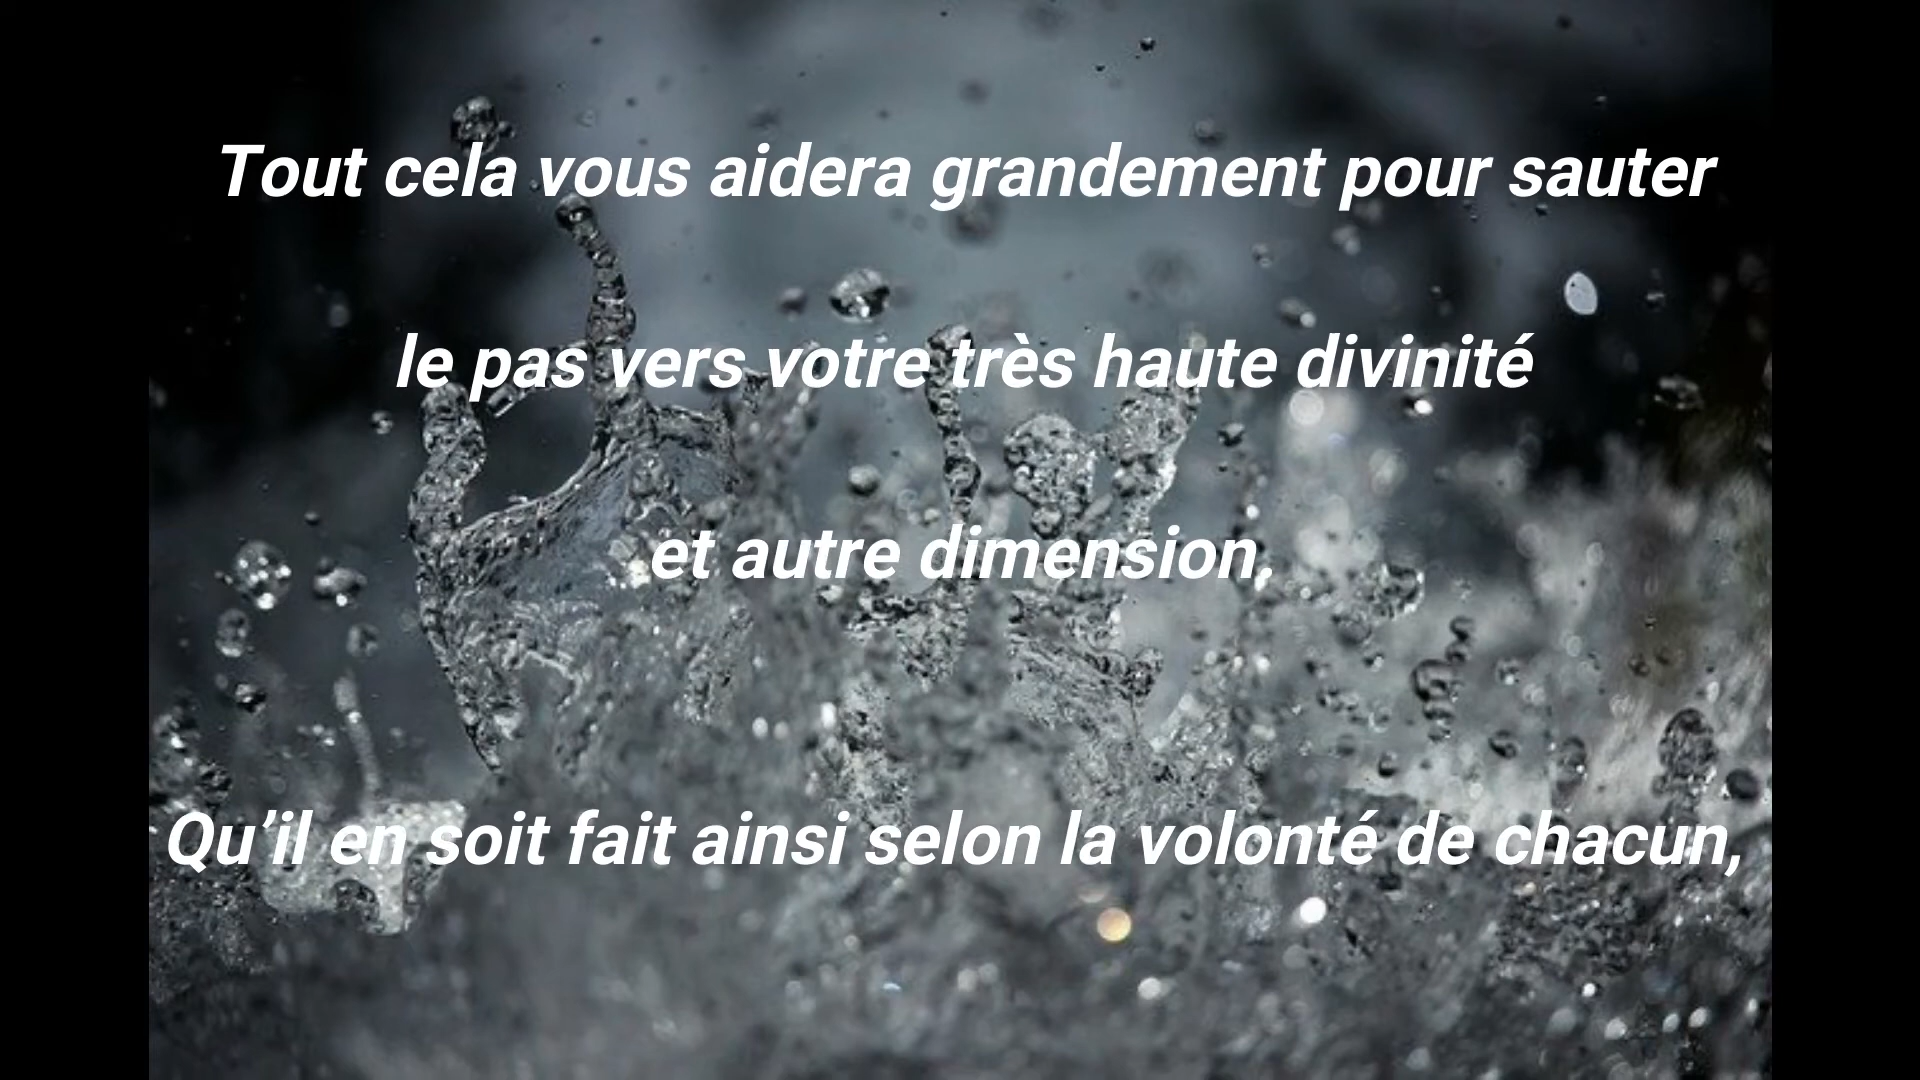 Tout cela vous aidera grandement pour sauter
le pas vers votre très haute divinité
et autre dimension.
Qu’il en soit fait ainsi selon la volonté de chacun,